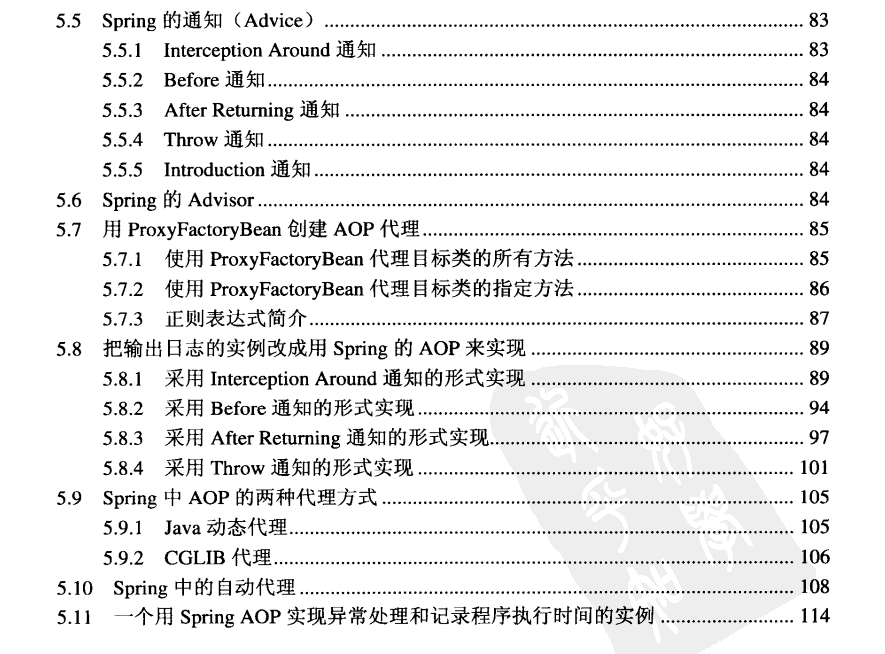 5.5 Spring 的通知（Advice）........ 83
5.5.1 Interception Around 通知........ 83
5.5.2 Before 通知........ 84
5.5.3 After Returning 通知........ 84
5.5.4 Throw 通知........ 84
5.5.5 Introduction 通知........ 84
5.6 Spring 的 Advisor........ 84
5.7 用 ProxyFactoryBean 创建 AOP 代理........ 85
5.7.1 使用 ProxyFactoryBean 代理目标类的所有方法........ 85
5.7.2 使用 ProxyFactoryBean 代理目标类的指定方法........ 86
5.7.3 正则表达式简介........ 87
5.8 把输出日志的实例改成用 Spring 的 AOP 来实现........ 89
5.8.1 采用 Interception Around 通知的形式实现........ 89
5.8.2 采用 Before 通知的形式实现........ 94
5.8.3 采用 After Returning 通知的形式实现........ 97
5.8.4 采用 Throw 通知的形式实现........ 101
5.9 Spring 中 AOP 的两种代理方式........ 105
5.9.1 Java 动态代理........ 105
5.9.2 CGLIB 代理........ 106
5.10 Spring 中的自动代理........ 108
5.11 一个用 Spring AOP 实现异常处理和记录程序执行时间的实例........ 114